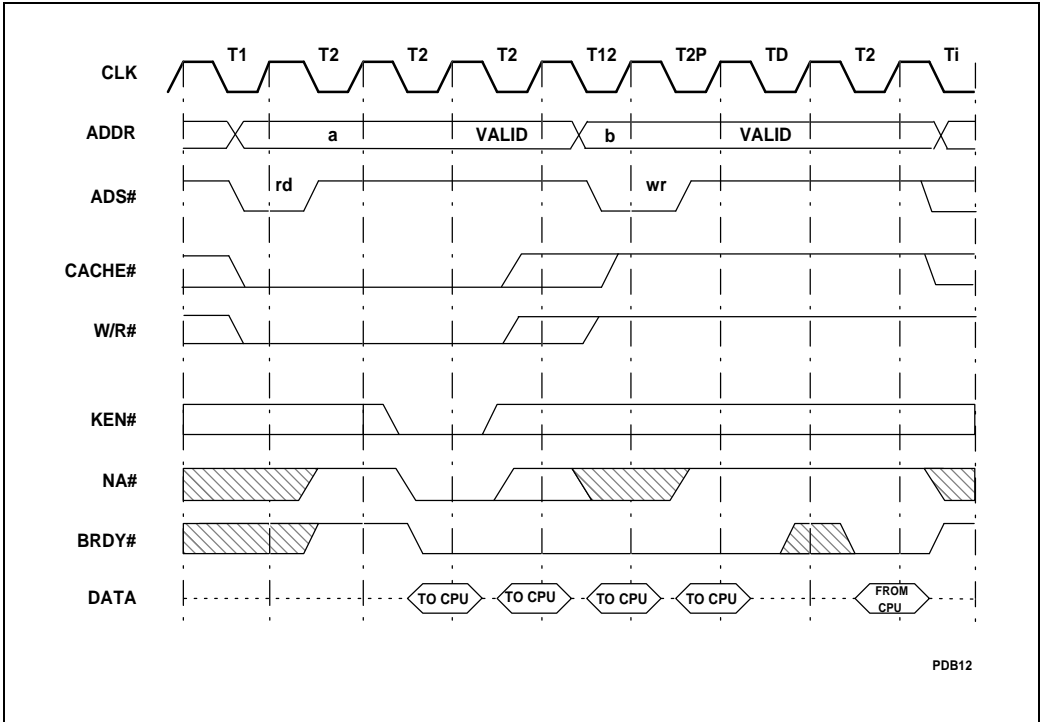 T1 T2 T2 T2 T12 T2P TD T2 Ti
CLK
ADDR a VALID b VALID
ADS# rd wr
CACHE#
W/R#
KEN#
NA#
BRDY#
DATA TO CPU TO CPU TO CPU TO CPU FROM
CPU
PDB12